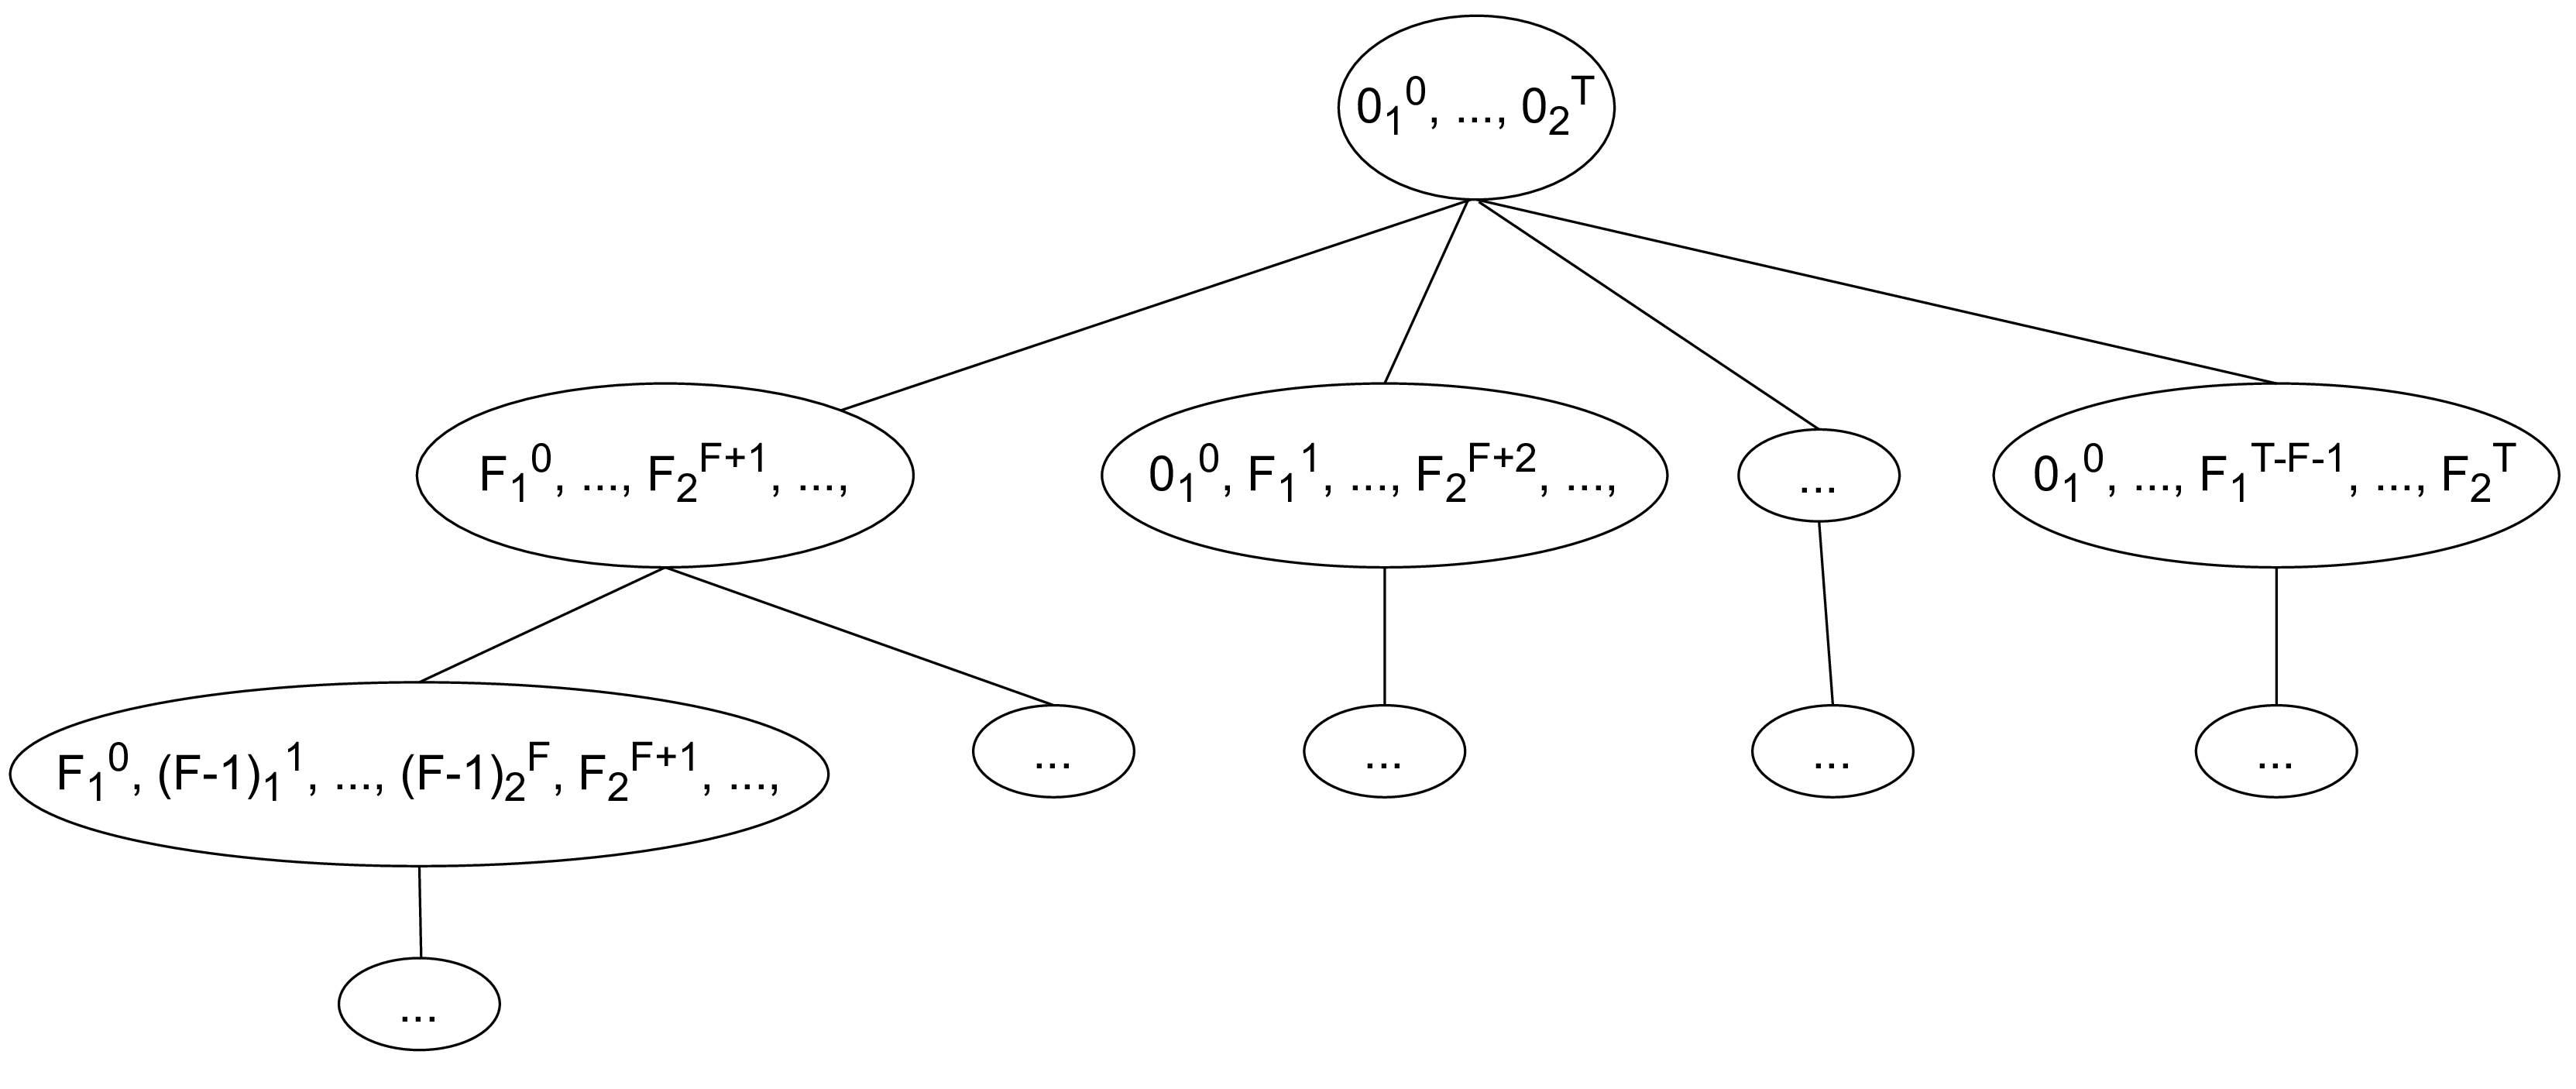 0₁⁰, ..., 0₂ᵀ
F₁⁰, ..., F₂ᶠ⁺¹, ...,
0₁⁰, F₁¹, ..., F₂ᶠ⁺², ...,
...
0₁⁰, ..., F₁ᵀ⁻ᶠ⁻¹, ..., F₂ᵀ
F₁⁰, (F-1)₁¹, ..., (F-1)₂ᶠ, F₂ᶠ⁺¹, ...,
...
...
...
...
...